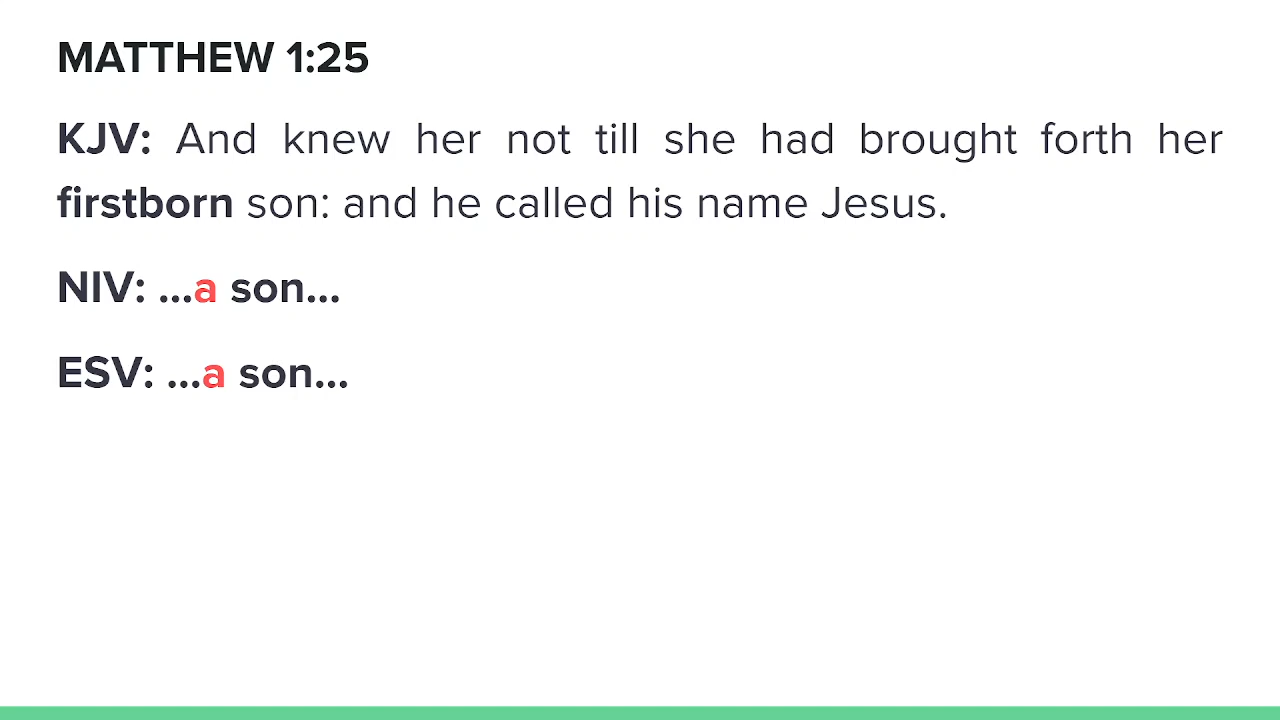 MATTHEW 1:25
KJV: And knew her not till she had brought forth her
firstborn son: and he called his name Jesus.
NIV: ...a son...
ESV: ...a son...